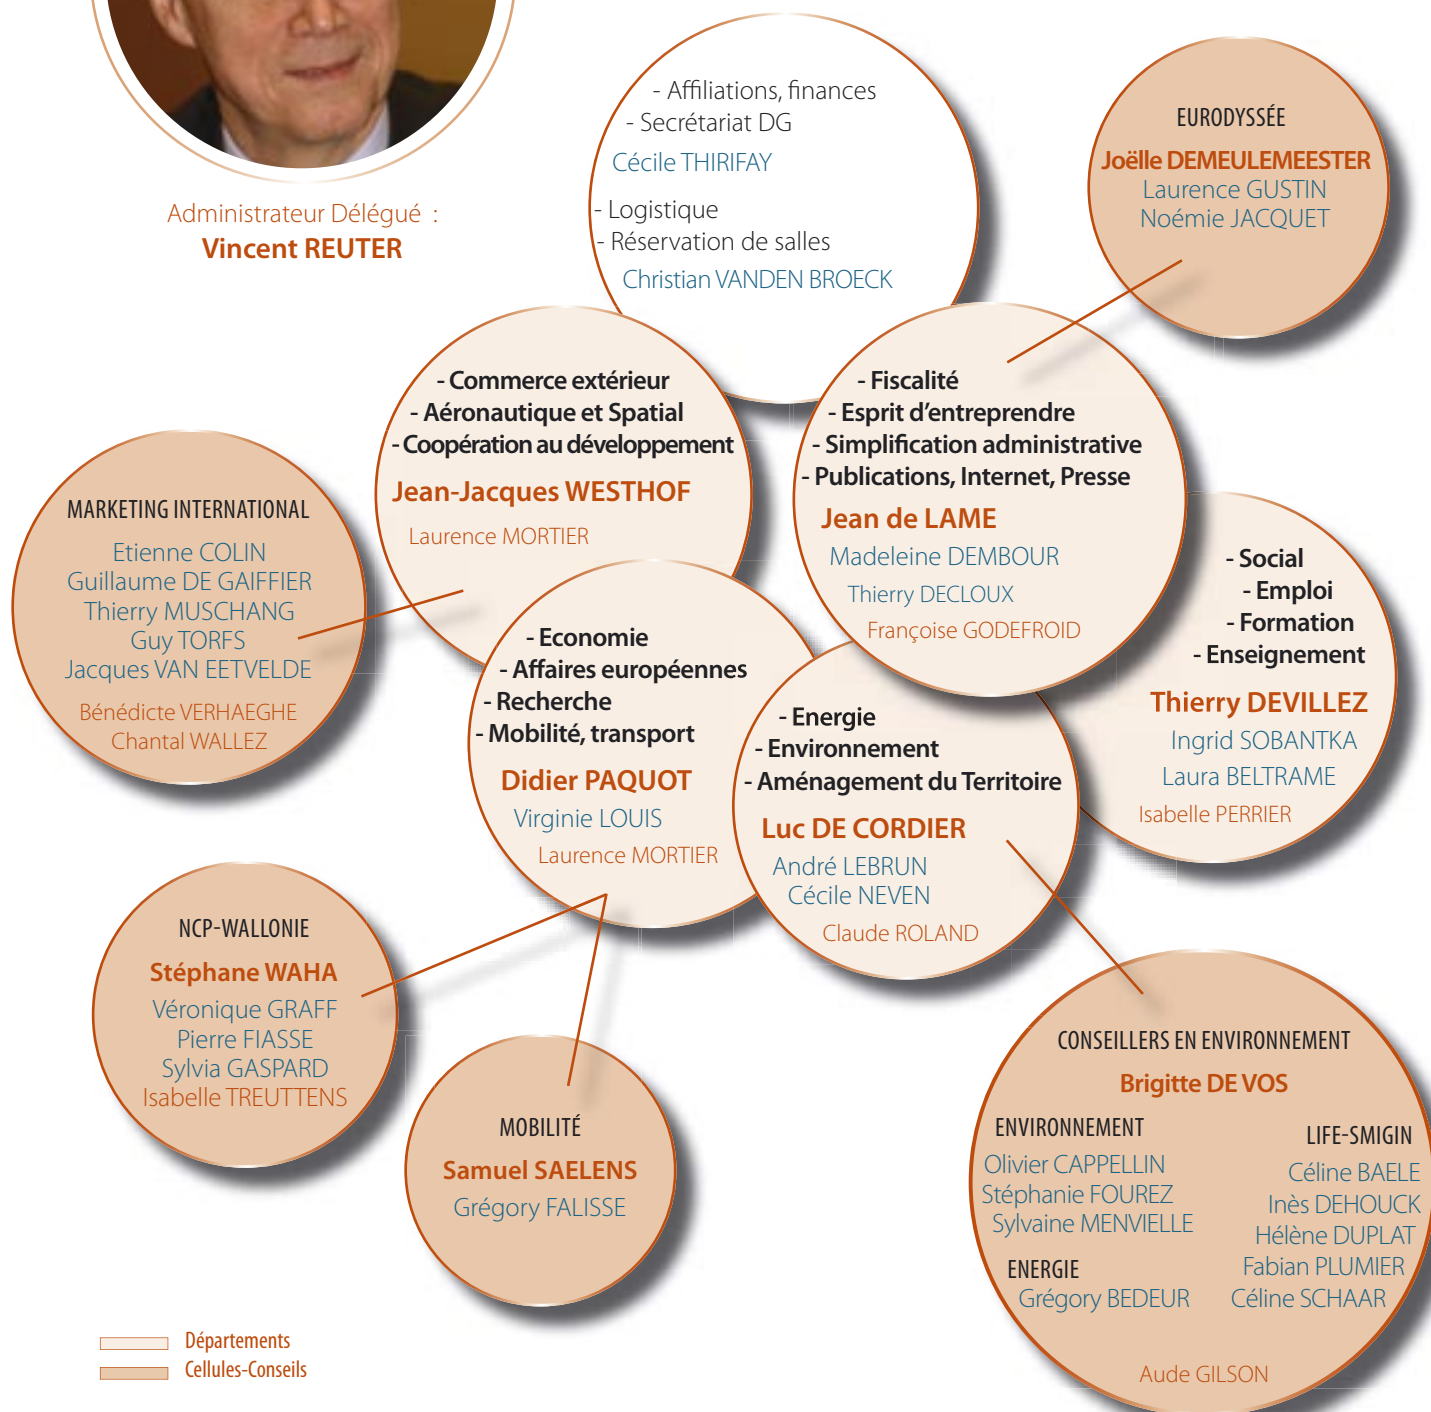 Administrateur Délégué :
Vincent REUTER
- Affiliations, finances
- Secrétariat DG
Cécile THIRIFAY
- Logistique
- Réservation de salles
Christian VANDEN BROECK
EURODYSSÉE
Joëlle DEMEULEMEESTER
Laurence GUSTIN
Noémie JACQUET
- Commerce extérieur
- Aéronautique et Spatial
- Coopération au développement
Jean-Jacques WESTHOF
Laurence MORTIER
- Fiscalité
- Esprit d’entreprendre
- Simplification administrative
- Publications, Internet, Presse
Jean de LAME
Madeleine DEMBOUR
Thierry DECLOUX
Françoise GODEFROID
MARKETING INTERNATIONAL
Etienne COLIN
Guillaume DE GAIFFIER
Thierry MUSCHANG
Guy TORFS
Jacques VAN EETVELDE
Bénédicte VERHAEGHE
Chantal WALLEZ
- Economie
- Affaires européennes
- Recherche
- Mobilité, transport
Didier PAQUOT
Virginie LOUIS
Laurence MORTIER
- Energie
- Environnement
- Aménagement du Territoire
Luc DE CORDIER
André LEBRUN
Cécile NEVEN
Claude ROLAND
- Social
- Emploi
- Formation
- Enseignement
Thierry DEVILLEZ
Ingrid SOBANTKA
Laura BELTRAME
Isabelle PERRIER
NCP-WALLONIE
Stéphane WAHA
Véronique GRAFF
Pierre FIASSE
Sylvia GASPARD
Isabelle TREUTTENS
MOBILITÉ
Samuel SAELENS
Grégory FALISSE
CONSEILLERS EN ENVIRONNEMENT
Brigitte DE VOS
ENVIRONNEMENT
Olivier CAPPELLIN
Stéphanie FOUREZ
Sylvaine MENVIELLE
ENERGIE
Grégory BEDEUR
LIFE-SMIGIN
Céline BAELE
Inès DEHOUCK
Hélène DUPLAT
Fabian PLUMIER
Céline SCHAAR
Aude GILSON
Départements
Cellules-Conseils